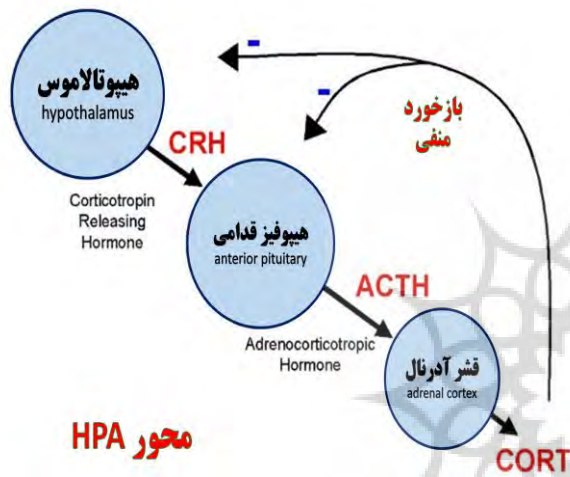 هیپوتالاموس
hypothalamus
-
-
بازخورد
منفی
CRH
Corticotropin
Releasing
Hormone
هیپوفیز قدامی
anterior pituitary
ACTH
Adrenocorticotropic
Hormone
قشر آدرنال
adrenal cortex
محور HPA
CORT